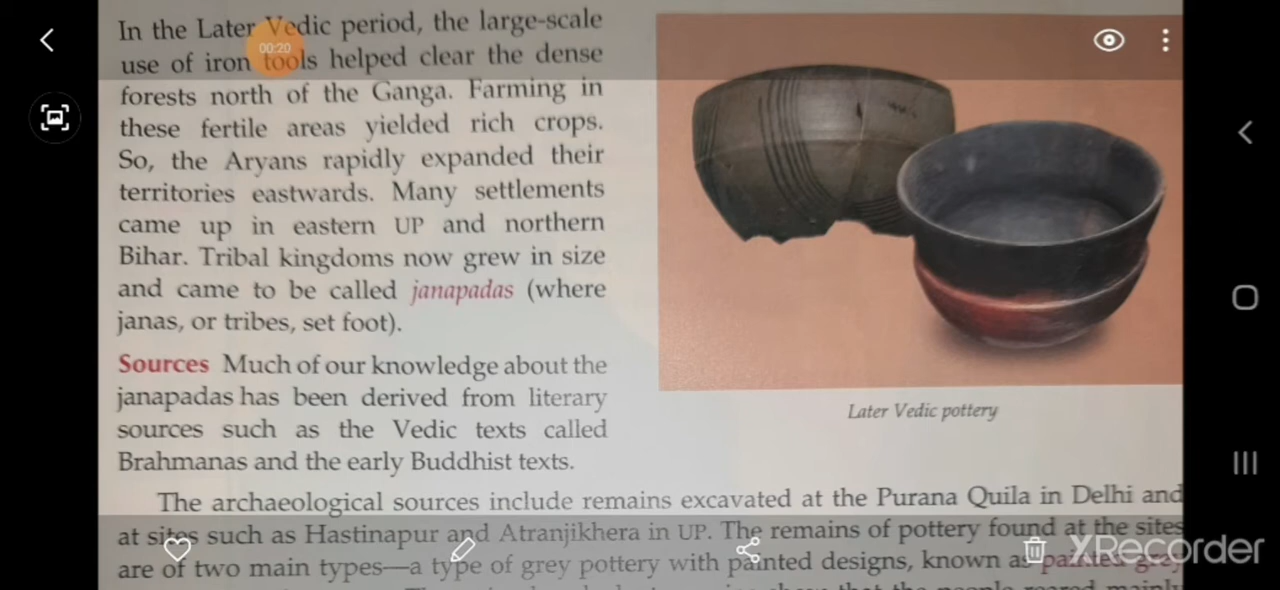 In the Later Vedic period, the large-scale
00:20
use of iron tools helped clear the dense
forests north of the Ganga. Farming in
these fertile areas yielded rich crops.
So, the Aryans rapidly expanded their
territories eastwards. Many settlements
came up in eastern UP and northern
Bihar. Tribal kingdoms now grew in size
and came to be called janapadas (where
janas, or tribes, set foot).
Sources Much of our knowledge about the
janapadas has been derived from literary
sources such as the Vedic texts called
Brahmanas and the early Buddhist texts.
Later Vedic pottery
The archaeological sources include remains excavated at the Purana Quila in Delhi and
at sites such as Hastinapur and Atranjikhera in UP. The remains of pottery found at the sites
are of two main types—a type of grey pottery with painted designs, known as painted grey
XRecorder